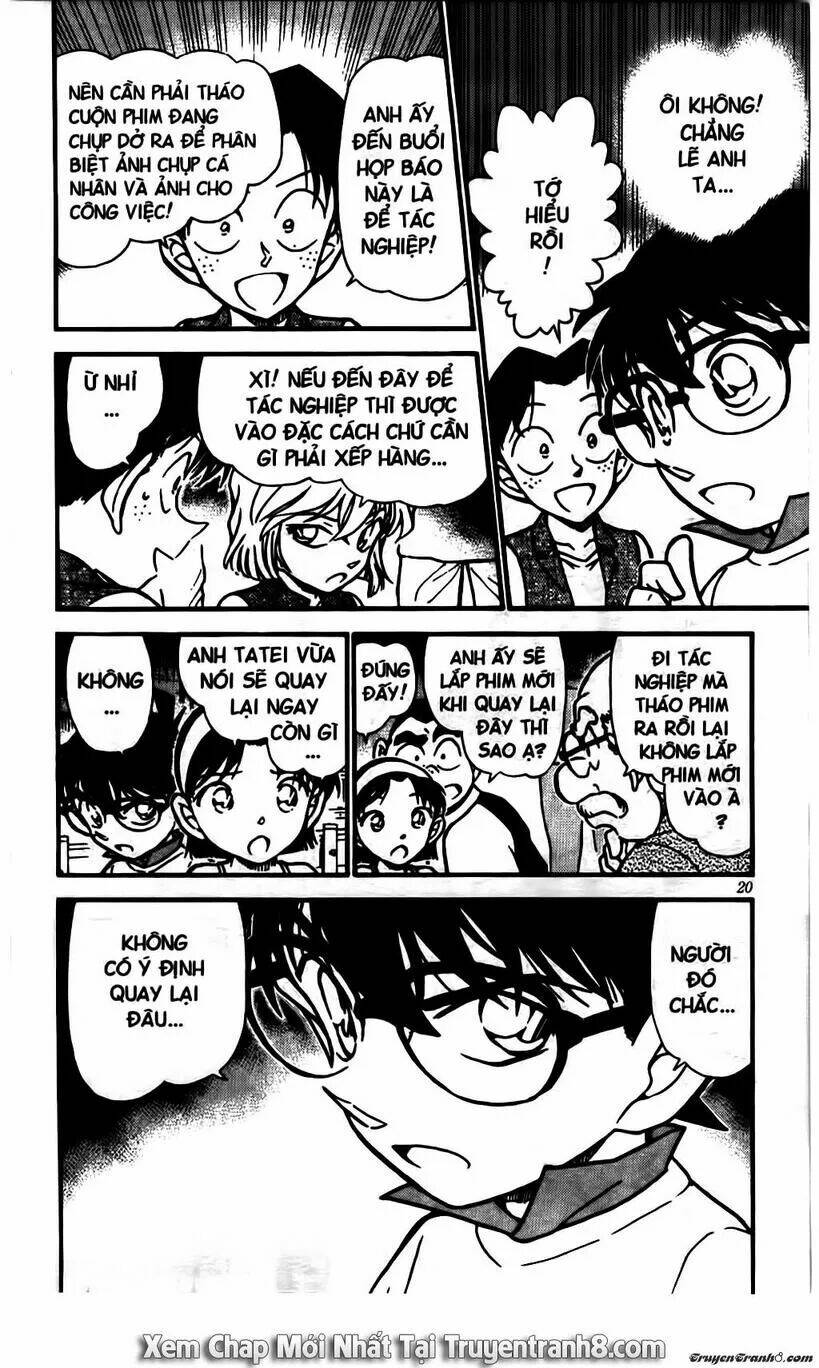 ÔI KHÔNG!
CHẲNG
LẼ ANH
TA...
TỚ
HIỂU
RỒI
!
ANH ẤY
ĐẾN BUỔI
HỌP BÁO
NÀY LÀ
ĐỂ TÁC
NGHIỆP!
NÊN CẦN PHẢI THÁO
CUỘN PHIM ĐANG
CHỤP DỞ RA ĐỂ PHÂN
BIỆT ẢNH CHỤP CÁ
NHÂN VÀ ẢNH CHO
CÔNG VIỆC!
XÌ! NẾU ĐẾN ĐÂY ĐỂ
TÁC NGHIỆP THÌ ĐƯỢC
VÀO ĐẶC CÁCH CHỨ CẦN
GÌ PHẢI XẾP HÀNG...
Ừ NHỈ
...
ĐI TÁC
NGHIỆP MÀ
THÁO PHIM
RA RỒI LẠI
KHÔNG LẮP
PHIM MỚI
VÀO À
?
ANH ẤY SẼ
LẮP PHIM MỚI
KHI QUAY LẠI
ĐÂY THÌ
SAO Ạ?
ĐÚNG
ĐẤY!
ANH TATEI VỪA
NÓI SẼ QUAY
LẠI NGAY
CÒN GÌ
...
KHÔNG
...
20
NGƯỜI
ĐÓ
CHẮC...
KHÔNG
CÓ Ý ĐỊNH
QUAY LẠI
ĐÂU...
Xem Chap Mới Nhất Tại Truyentranh8.com
TruyenTranh8.com